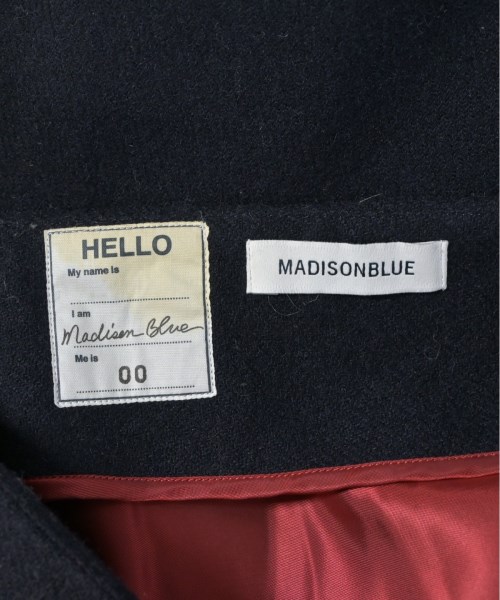 HELLO
My name is
I am
Madison Blue
Me is
00
MADISONBLUE